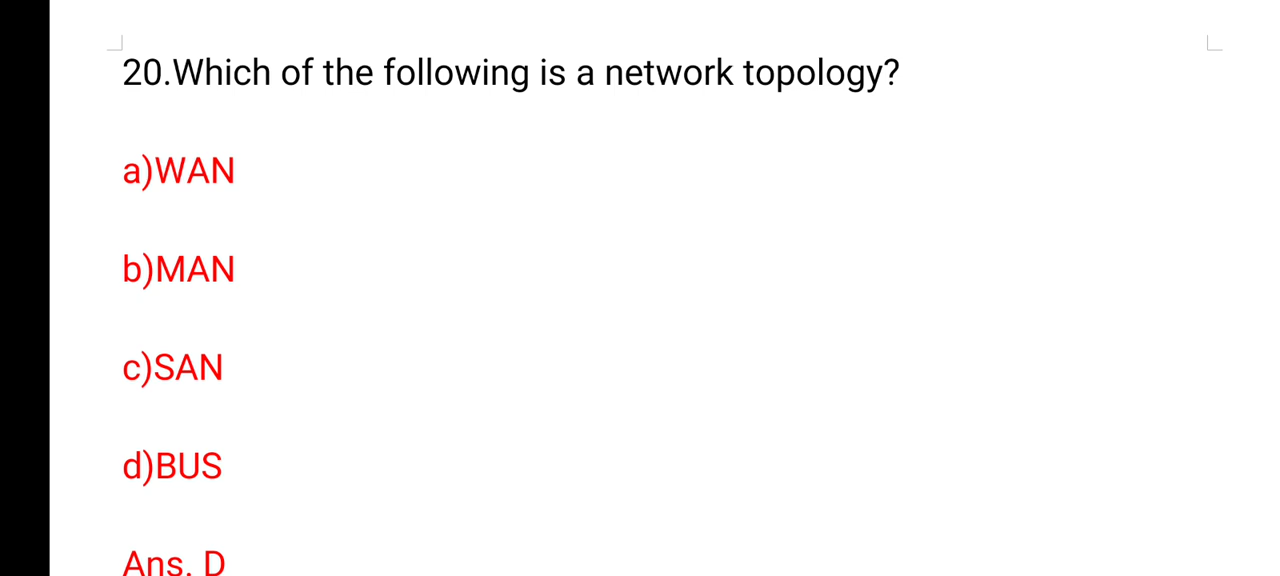 20.Which of the following is a network topology?
a)WAN
b)MAN
c)SAN
d)BUS
Ans. D